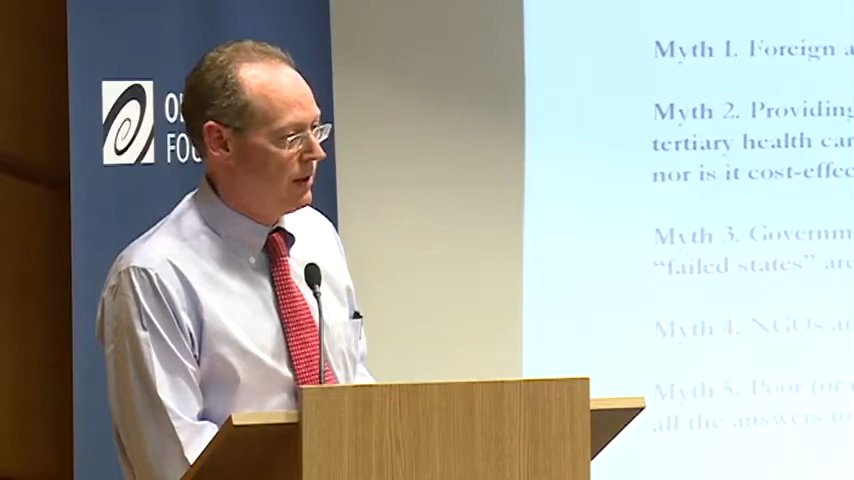 Myth 1. Foreign a
Myth 2. Providing
tertiary health car
nor is it cost-effec
Myth 3. Governm
"failed states" are
Myth 4. NGOs a
Myth 5. Poor (or
all the answers to
FOU